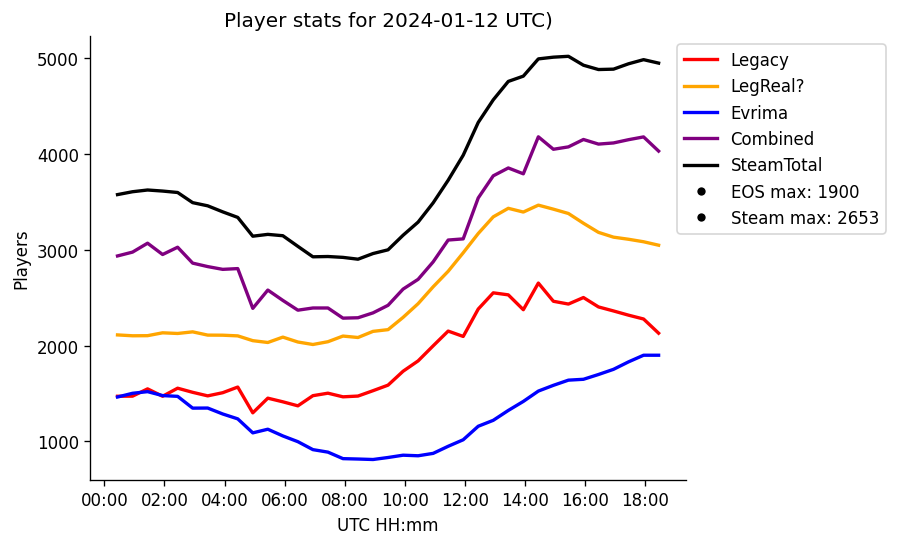 Player stats for 2024-01-12 UTC)
Legacy
LegReal?
Evrima
Combined
SteamTotal
EOS max: 1900
Steam max: 2653
Players
5000
4000
3000
2000
1000
00:00 02:00 04:00 06:00 08:00 10:00 12:00 14:00 16:00 18:00
UTC HH:mm